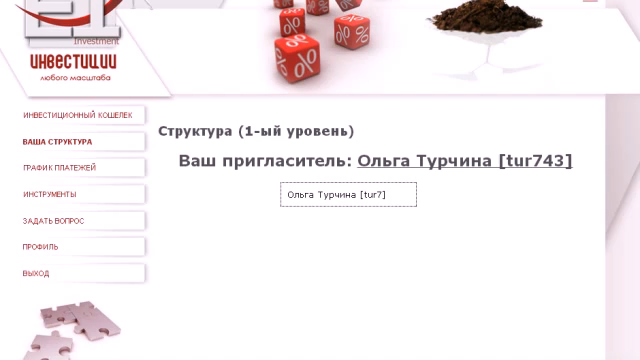 EI
Investment
ИНВЕСТИЦИИ
любого масштаба
ИНВЕСТИЦИОННЫЙ КОШЕЛЕК
ВАША СТРУКТУРА
ГРАФИК ПЛАТЕЖЕЙ
ИНСТРУМЕНТЫ
ЗАДАТЬ ВОПРОС
ПРОФИЛЬ
ВЫХОД
Структура (1-ый уровень)
Ваш пригласитель: Ольга Турчина [tur743]
Ольга Турчина [tur7]